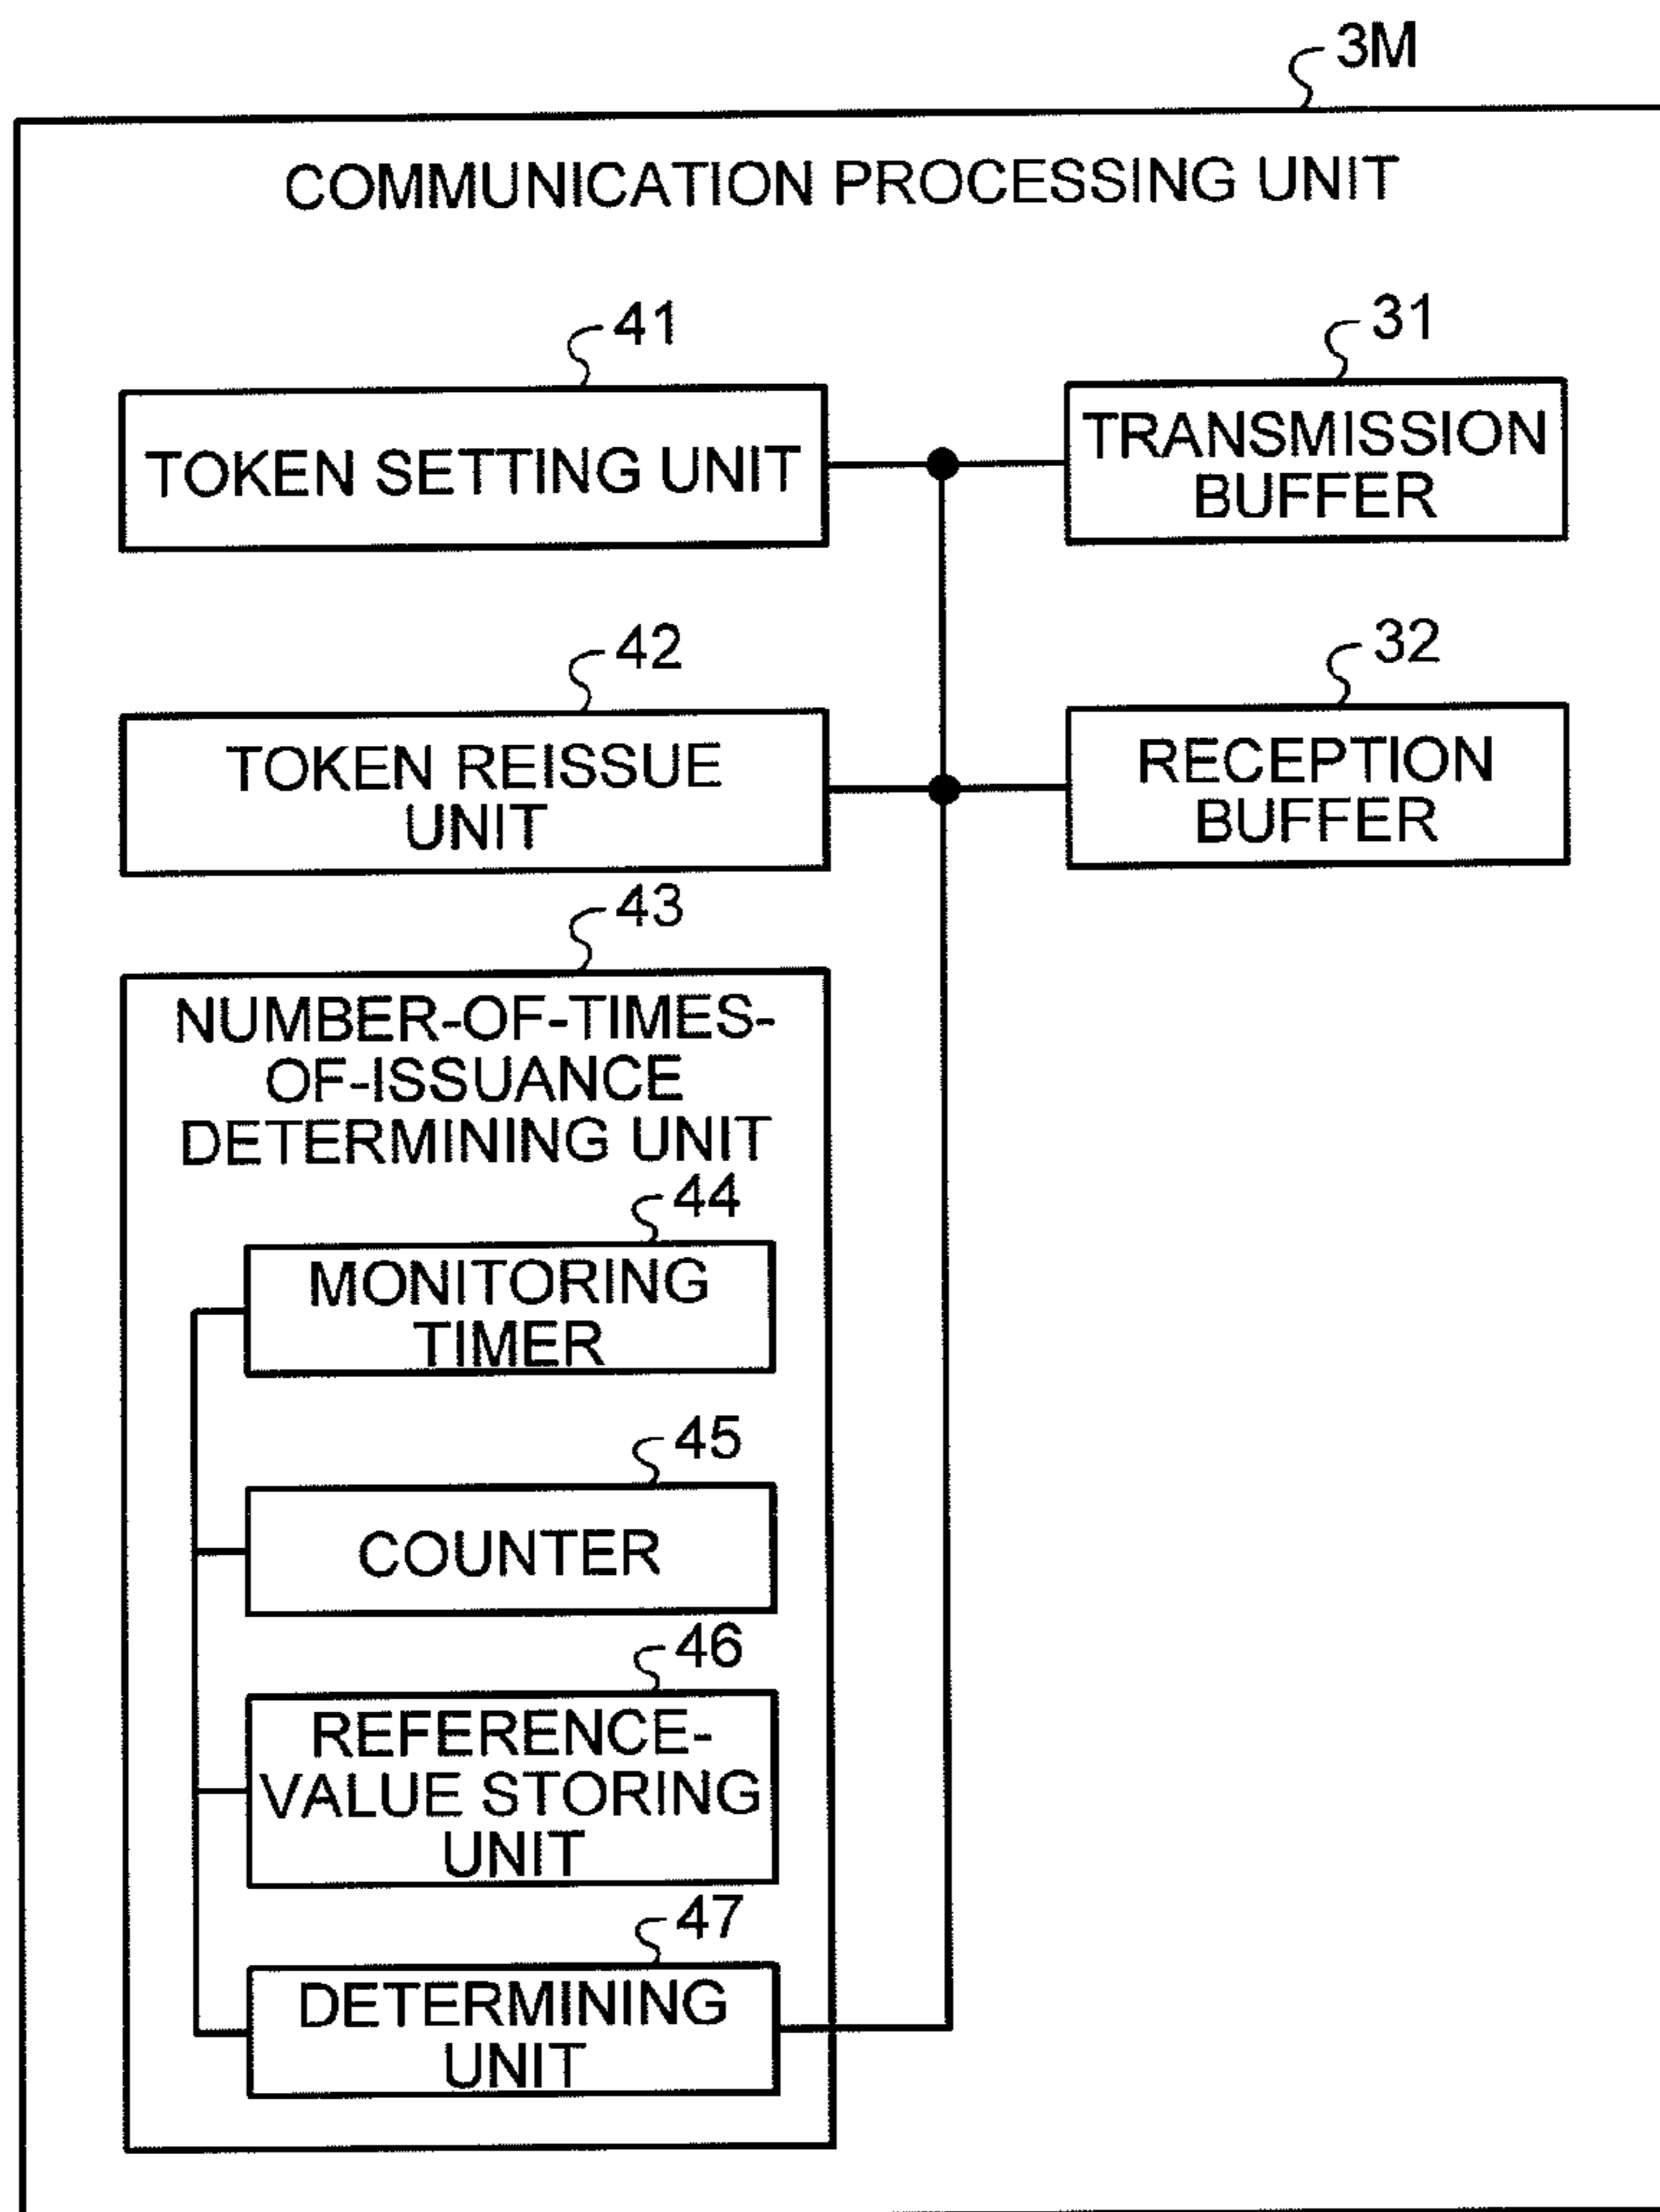 3M
COMMUNICATION PROCESSING UNIT
41
TOKEN SETTING UNIT
31
TRANSMISSION
BUFFER
42
TOKEN REISSUE
UNIT
32
RECEPTION
BUFFER
43
NUMBER-OF-TIMES-
OF-ISSUANCE
DETERMINING UNIT
44
MONITORING
TIMER
45
COUNTER
46
REFERENCE-
VALUE STORING
UNIT
47
DETERMINING
UNIT